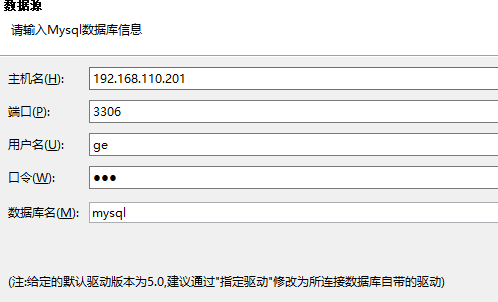 数据源
请输入Mysql数据库信息
主机名(H): 192.168.110.201
端口(P): 3306
用户名(U): ge
口令(W): ●●●
数据库名(M): mysql
(注:给定的默认驱动版本为5.0,建议通过"指定驱动"修改为所连接数据库自带的驱动)